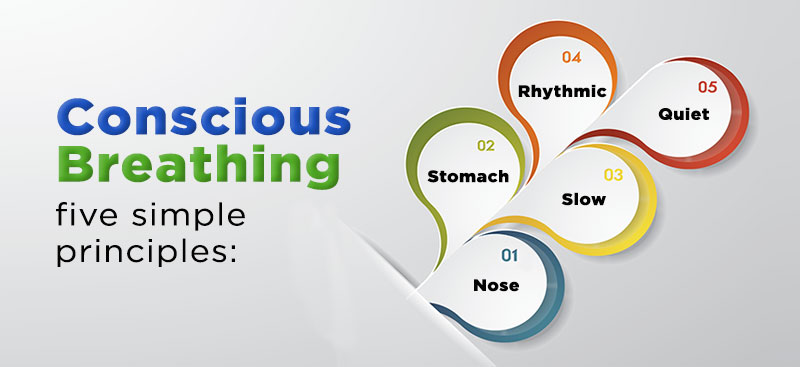 Conscious
Breathing
five simple
principles:
01
Nose
02
Stomach
03
Slow
04
Rhythmic
05
Quiet